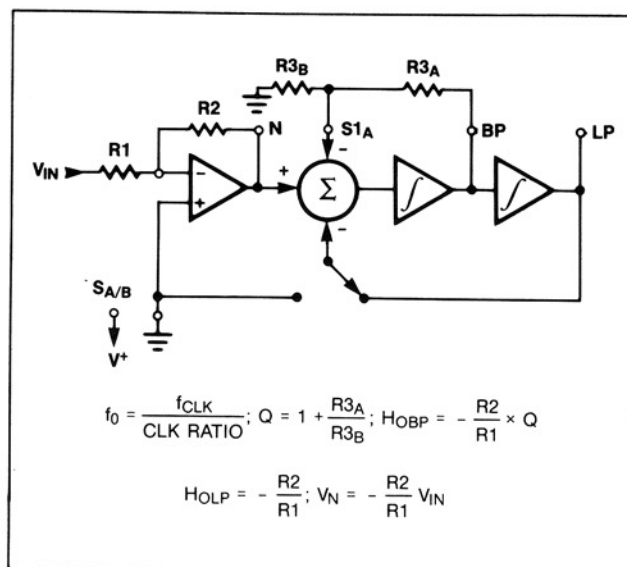 R3B R3A
R2 N S1A BP LP
VIN R1
− + −
+ Σ ∫ ∫
−
SA/B
V+
f0 = fCLK / CLK RATIO; Q = 1 + R3A / R3B; HOBP = − R2 / R1 × Q
HOLP = − R2 / R1; VN = − R2 / R1 VIN